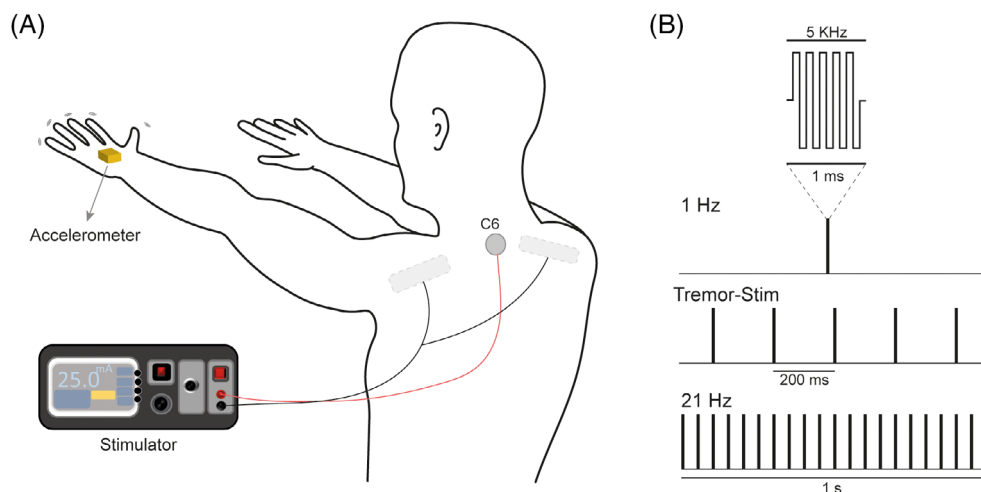 (A)
Accelerometer
C6
25.0 mA
Stimulator
(B)
5 KHz
1 ms
1 Hz
Tremor-Stim
200 ms
21 Hz
1 s